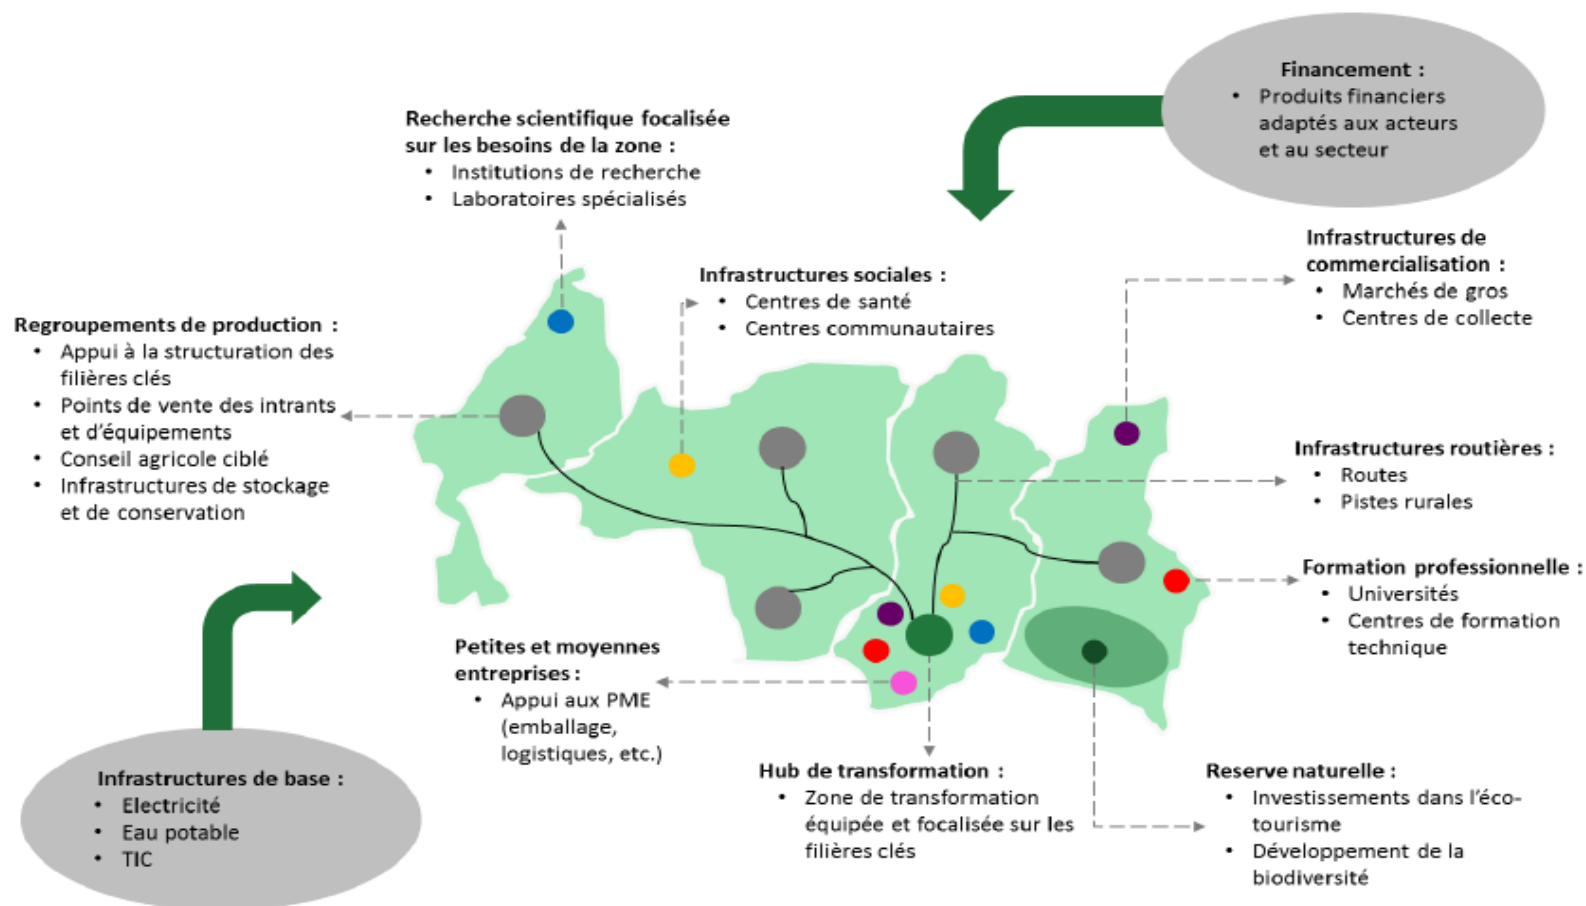 Financement :
• Produits financiers
adaptés aux acteurs
et au secteur
Recherche scientifique focalisée
sur les besoins de la zone :
• Institutions de recherche
• Laboratoires spécialisés
Infrastructures de
commercialisation :
• Marchés de gros
• Centres de collecte
Infrastructures sociales :
• Centres de santé
• Centres communautaires
Regroupements de production :
• Appui à la structuration des
filières clés
• Points de vente des intrants
et d'équipements
• Conseil agricole ciblé
• Infrastructures de stockage
et de conservation
Infrastructures routières :
• Routes
• Pistes rurales
Formation professionnelle :
• Universités
• Centres de formation
technique
Petites et moyennes
entreprises :
• Appui aux PME
(emballage,
logistiques, etc.)
Infrastructures de base :
• Electricité
• Eau potable
• TIC
Hub de transformation :
• Zone de transformation
équipée et focalisée sur les
filières clés
Reserve naturelle :
• Investissements dans l'éco-
tourisme
• Développement de la
biodiversité